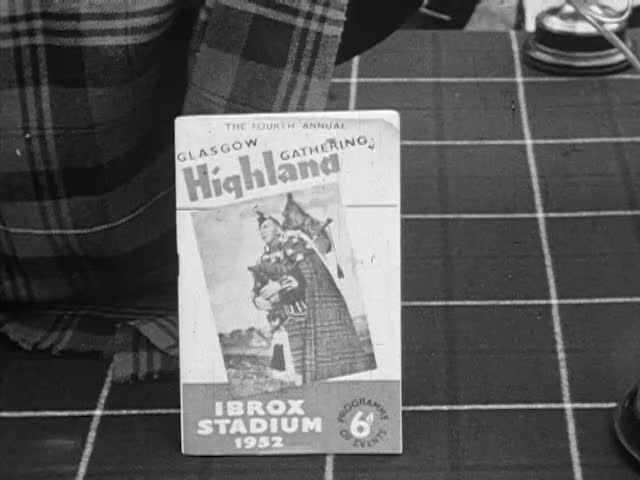 THE FOURTH ANNUAL
GLASGOW GATHERING
Highland
IBROX
STADIUM
1952
PROGRAMME
6ᴰ
OF EVENTS